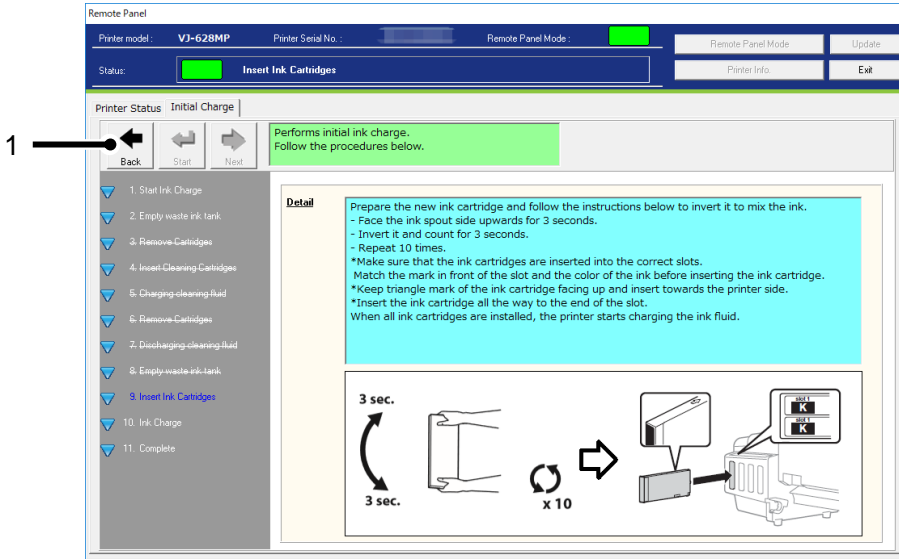 Remote Panel
Printer model : VJ-628MP Printer Serial No. : Remote Panel Mode :
Remote Panel Mode Update
Status: Insert Ink Cartridges
Printer Info. Exit
Printer Status Initial Charge
1
Back Start Next
Performs initial ink charge.
Follow the procedures below.
1. Start Ink Charge
2. Empty waste ink tank
3. Remove Cartridges
4. Insert Cleaning Cartridges
5. Charging cleaning fluid
6. Remove Cartridges
7. Discharging cleaning fluid
8. Empty waste ink tank
9. Insert Ink Cartridges
10. Ink Charge
11. Complete
Detail
Prepare the new ink cartridge and follow the instructions below to invert it to mix the ink.
- Face the ink spout side upwards for 3 seconds.
- Invert it and count for 3 seconds.
- Repeat 10 times.
*Make sure that the ink cartridges are inserted into the correct slots.
Match the mark in front of the slot and the color of the ink before inserting the ink cartridge.
*Keep triangle mark of the ink cartridge facing up and insert towards the printer side.
*Insert the ink cartridge all the way to the end of the slot.
When all ink cartridges are installed, the printer starts charging the ink fluid.
3 sec.
3 sec.
x 10
slot 1
K
slot 1
K